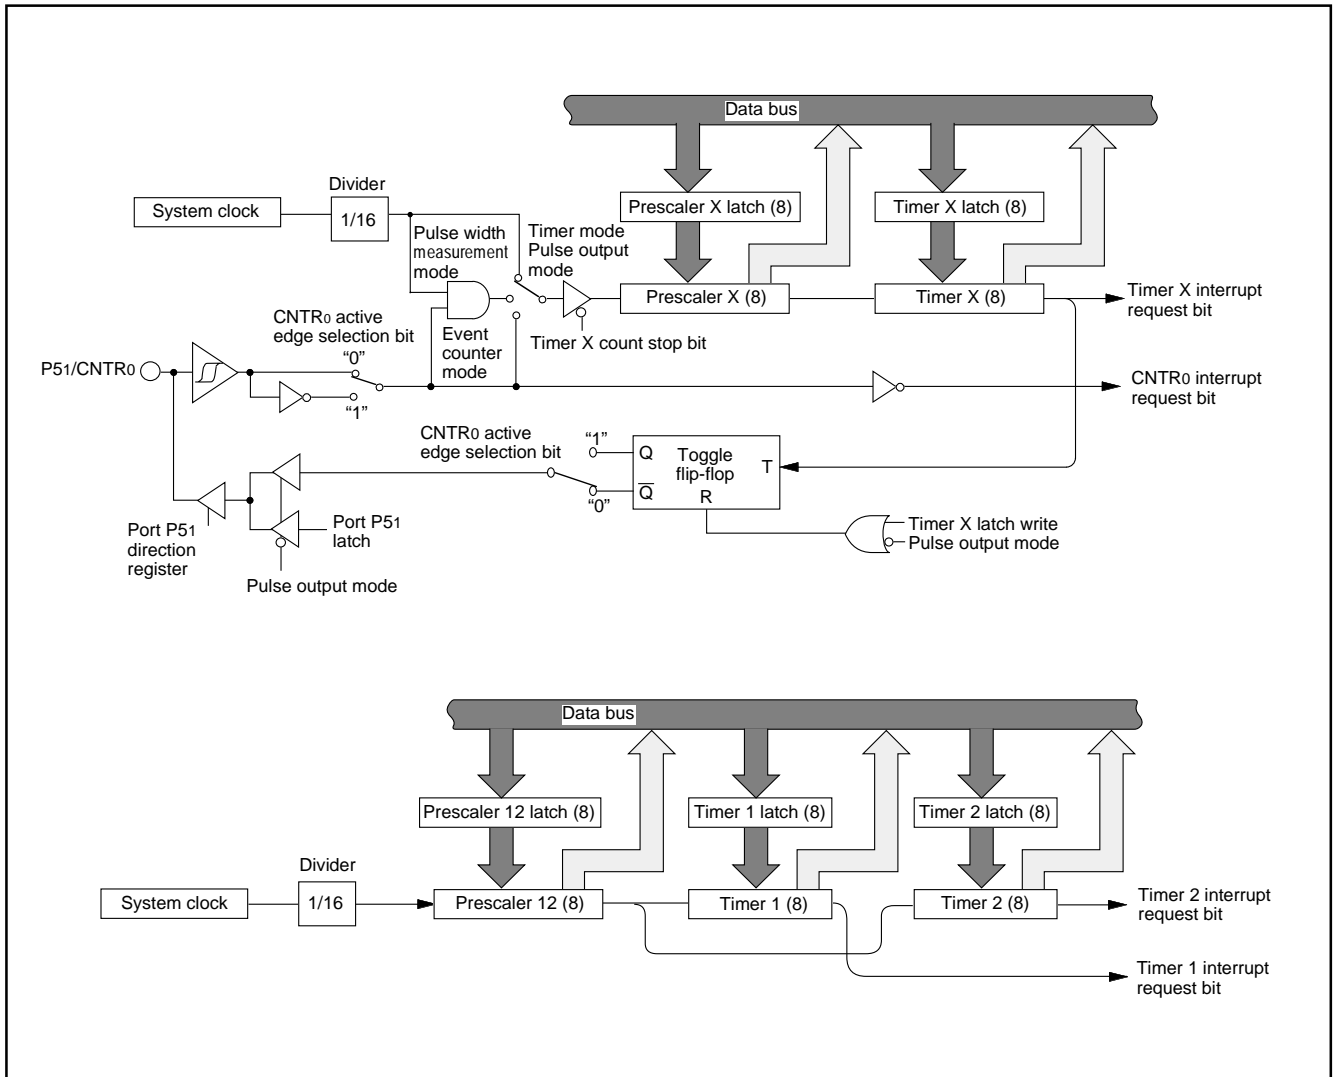 Data bus
Divider
System clock
1/16
Prescaler X latch (8)
Timer X latch (8)
Pulse width
measurement
mode
Timer mode
Pulse output
mode
Prescaler X (8)
Timer X (8)
Timer X interrupt
request bit
CNTR0 active
edge selection bit
Event
counter
mode
Timer X count stop bit
P51/CNTR0
“0”
“1”
CNTR0 interrupt
request bit
CNTR0 active
edge selection bit
“1”
“0”
Q
Q̅
Toggle
flip-flop
T
R
Port P51
direction
register
Port P51
latch
Pulse output mode
Timer X latch write
Pulse output mode
Data bus
Prescaler 12 latch (8)
Timer 1 latch (8)
Timer 2 latch (8)
Divider
System clock
1/16
Prescaler 12 (8)
Timer 1 (8)
Timer 2 (8)
Timer 2 interrupt
request bit
Timer 1 interrupt
request bit